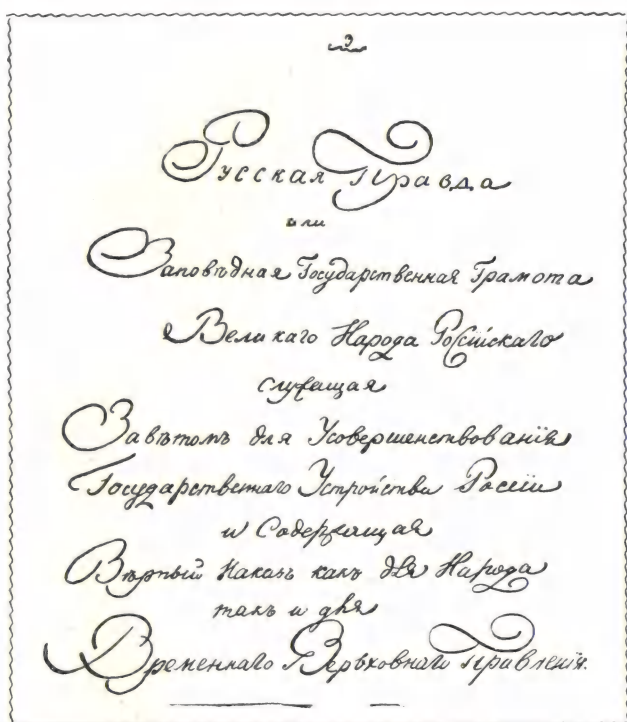 Русская Правда
или
Заповѣдная Государственная Грамота
Великаго Народа Россійскаго
служащая
Завѣтомъ для Усовершенствованія
Государственнаго Устройства Россіи
и Содержащая
Вѣрный Наказъ какъ для Народа
такъ и для
Временнаго Верьховнаго Правленія.